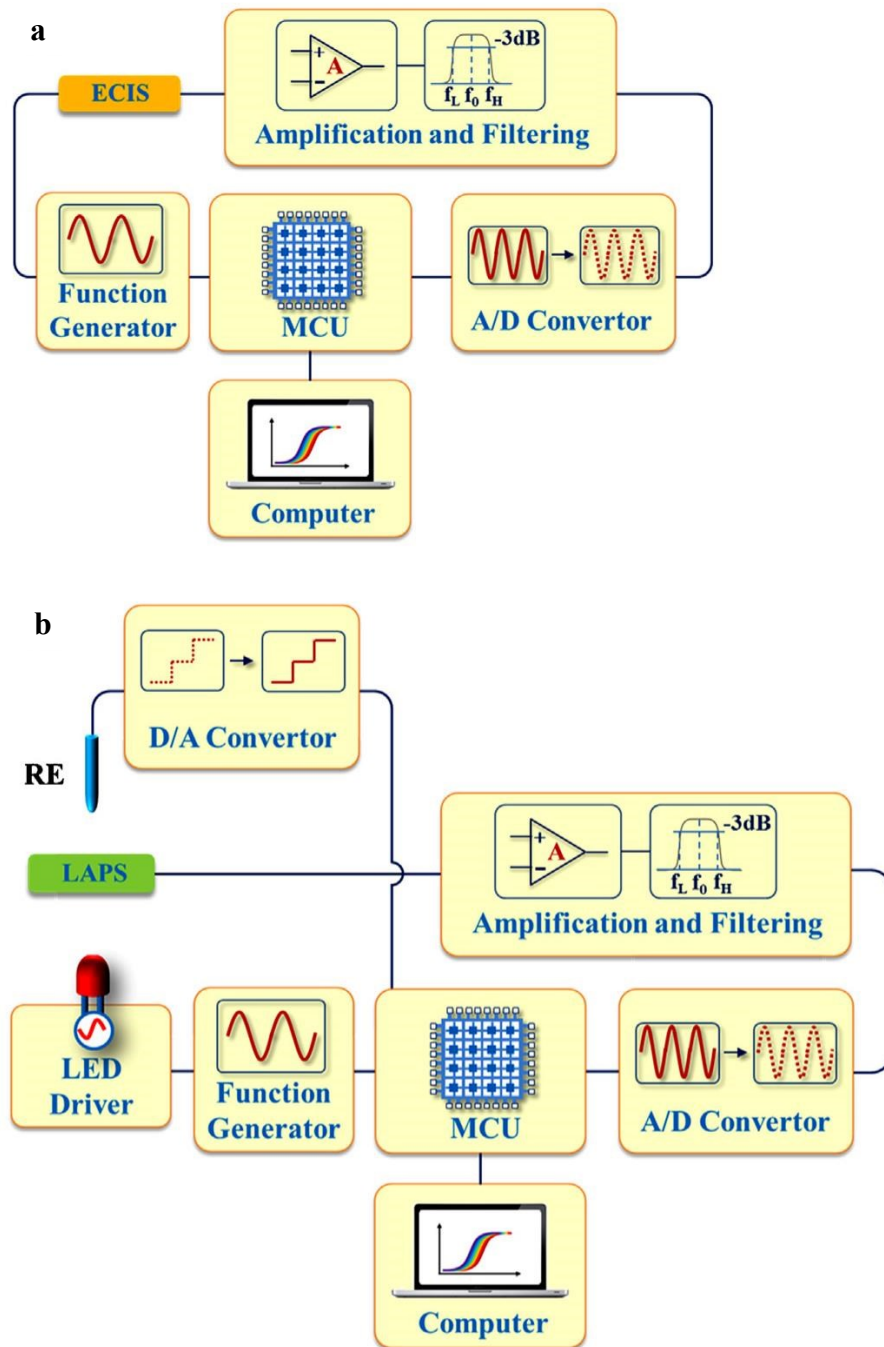 a
-3dB
A
fL f0 fH
ECIS
Amplification and Filtering
Function
Generator
MCU
A/D Convertor
Computer
b
D/A Convertor
RE
-3dB
A
fL f0 fH
LAPS
Amplification and Filtering
LED
Driver
Function
Generator
MCU
A/D Convertor
Computer